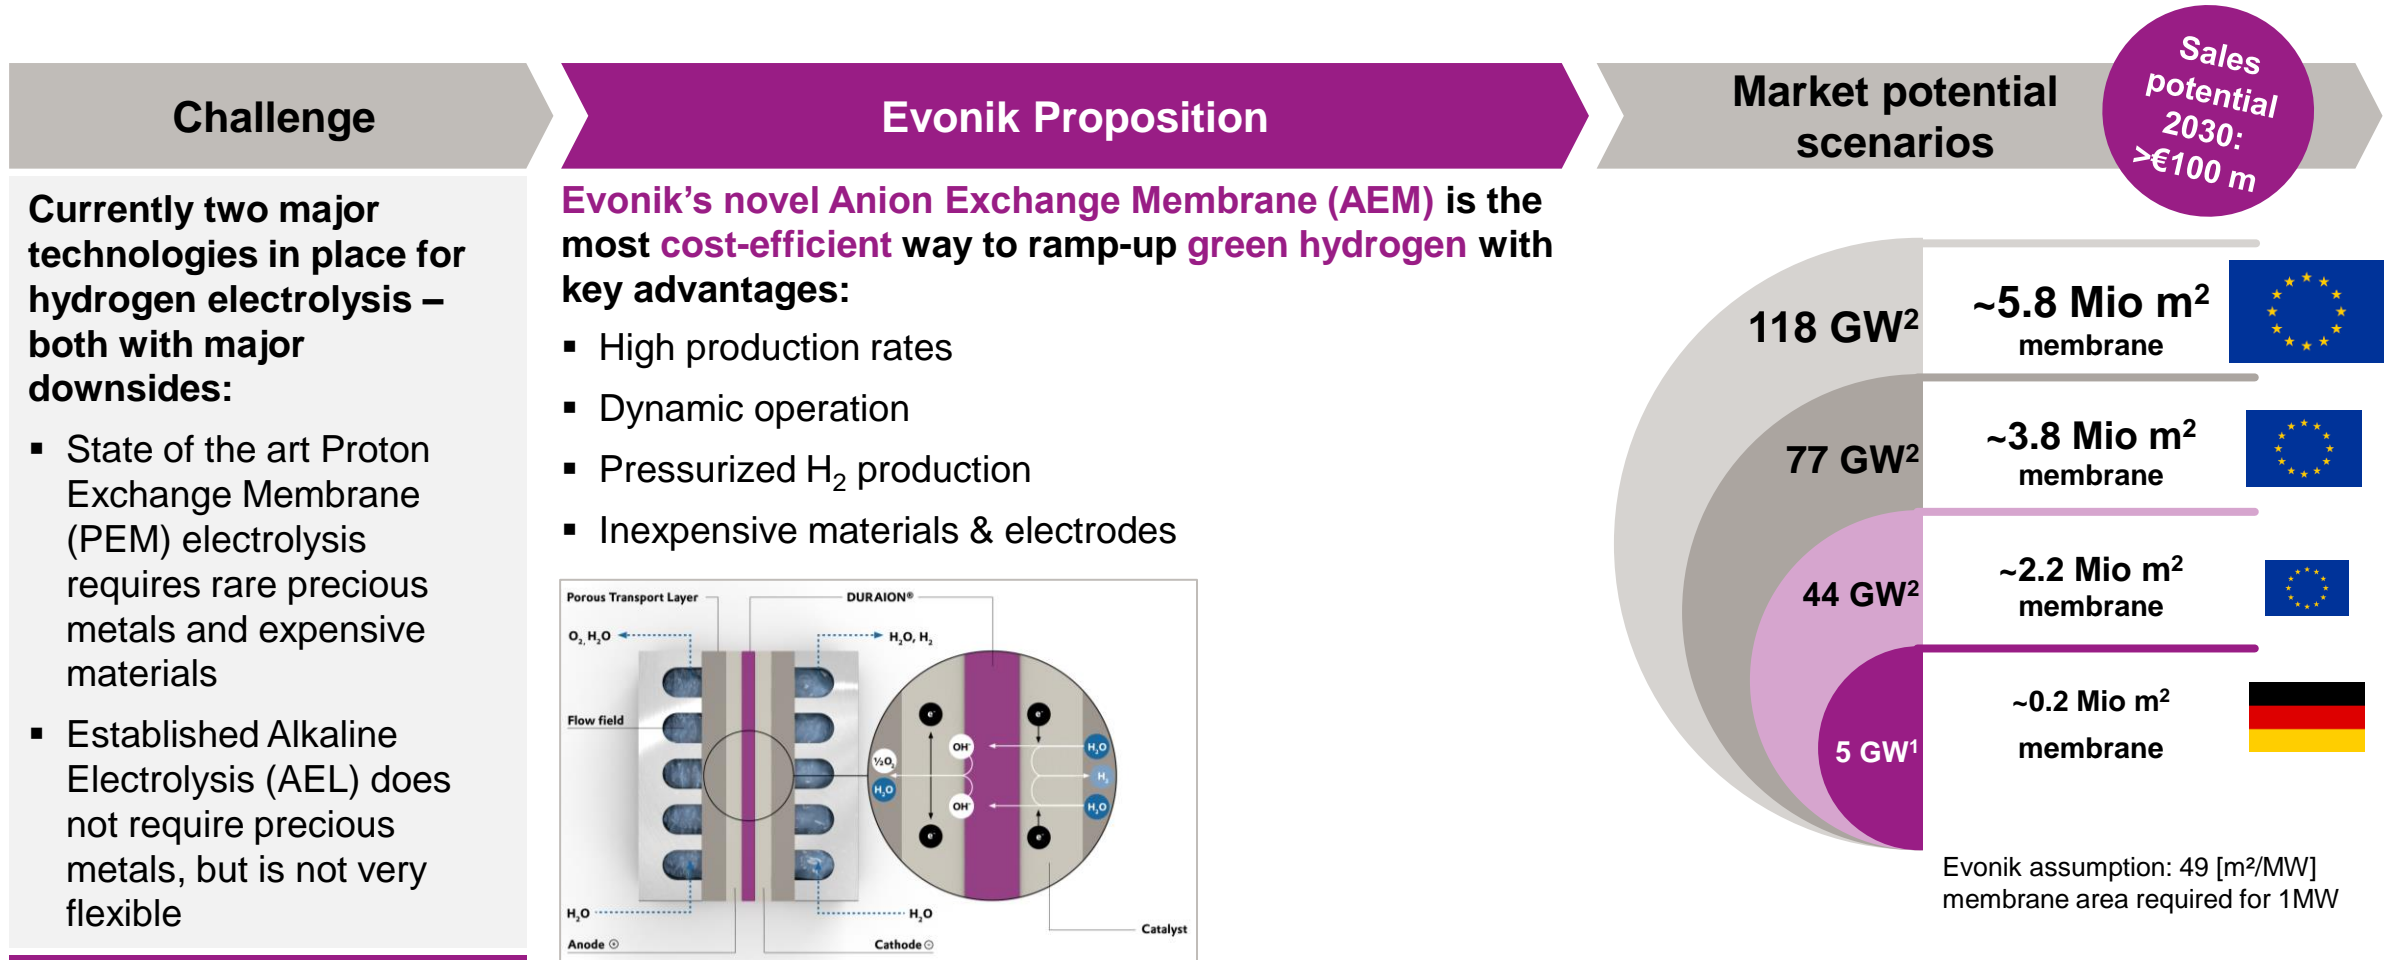 Challenge
Currently two major
technologies in place for
hydrogen electrolysis –
both with major
downsides:
▪ State of the art Proton
Exchange Membrane
(PEM) electrolysis
requires rare precious
metals and expensive
materials
▪ Established Alkaline
Electrolysis (AEL) does
not require precious
metals, but is not very
flexible
Evonik Proposition
Evonik’s novel Anion Exchange Membrane (AEM) is the
most cost-efficient way to ramp-up green hydrogen with
key advantages:
▪ High production rates
▪ Dynamic operation
▪ Pressurized H₂ production
▪ Inexpensive materials & electrodes
Porous Transport Layer
DURAION®
O₂, H₂O
H₂O, H₂
Flow field
e⁻
e⁻
OH⁻
H₂O
½O₂
H₂
H₂O
OH⁻
H₂O
e⁻
e⁻
H₂O
H₂O
Catalyst
Anode ⊕
Cathode ⊖
Market potential
scenarios
Sales
potential
2030:
>€100 m
118 GW²
~5.8 Mio m²
membrane
77 GW²
~3.8 Mio m²
membrane
44 GW²
~2.2 Mio m²
membrane
5 GW¹
~0.2 Mio m²
membrane
Evonik assumption: 49 [m²/MW]
membrane area required for 1MW